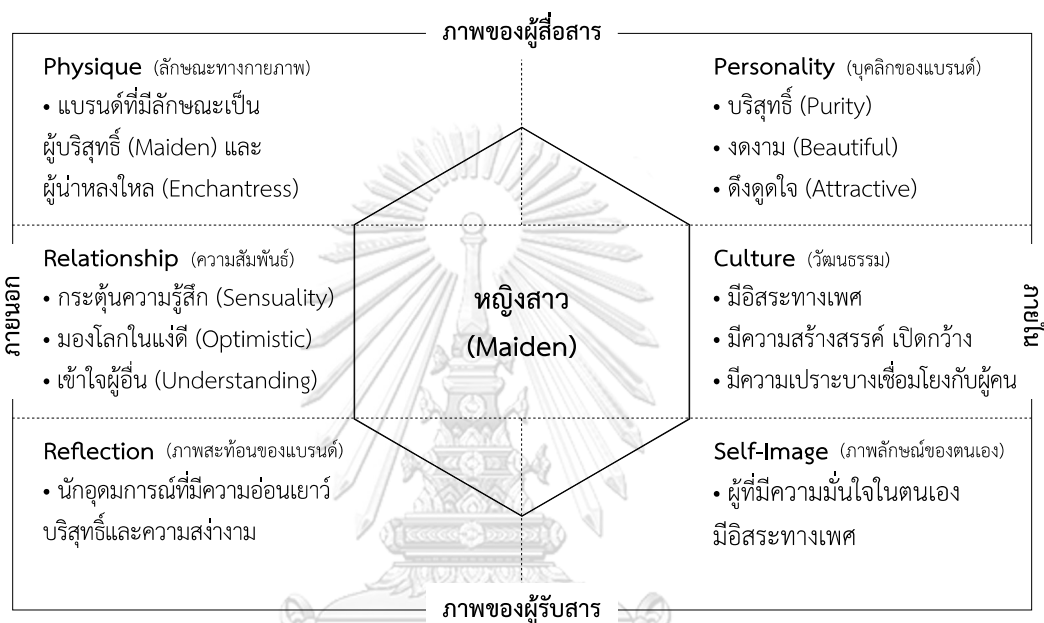 ภาพของผู้สื่อสาร
Physique (ลักษณะทางกายภาพ)
• แบรนด์ที่มีลักษณะเป็น
ผู้บริสุทธิ์ (Maiden) และ
ผู้น่าหลงใหล (Enchantress)
Personality (บุคลิกของแบรนด์)
• บริสุทธิ์ (Purity)
• งดงาม (Beautiful)
• ดึงดูดใจ (Attractive)
ภายนอก
Relationship (ความสัมพันธ์)
• กระตุ้นความรู้สึก (Sensuality)
• มองโลกในแง่ดี (Optimistic)
• เข้าใจผู้อื่น (Understanding)
หญิงสาว
(Maiden)
Culture (วัฒนธรรม)
• มีอิสระทางเพศ
• มีความสร้างสรรค์ เปิดกว้าง
• มีความเปราะบางเชื่อมโยงกับผู้คน
ภายใน
Reflection (ภาพสะท้อนของแบรนด์)
• นักอุดมการณ์ที่มีความอ่อนเยาว์
บริสุทธิ์และความสง่างาม
Self-Image (ภาพลักษณ์ของตนเอง)
• ผู้ที่มีความมั่นใจในตนเอง
มีอิสระทางเพศ
ภาพของผู้รับสาร